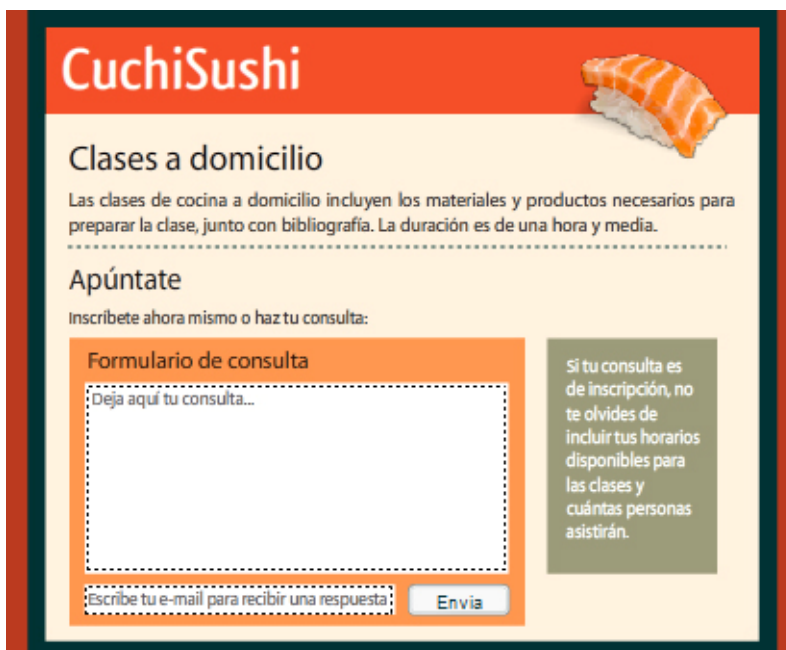 CuchiSushi
Clases a domicilio
Las clases de cocina a domicilio incluyen los materiales y productos necesarios para
preparar la clase, junto con bibliografía. La duración es de una hora y media.
Apúntate
Inscríbete ahora mismo o haz tu consulta:
Formulario de consulta
Deja aquí tu consulta...
Escribe tu e-mail para recibir una respuesta
Envia
Si tu consulta es
de inscripción, no
te olvides de
incluir tus horarios
disponibles para
las clases y
cuántas personas
asistirán.